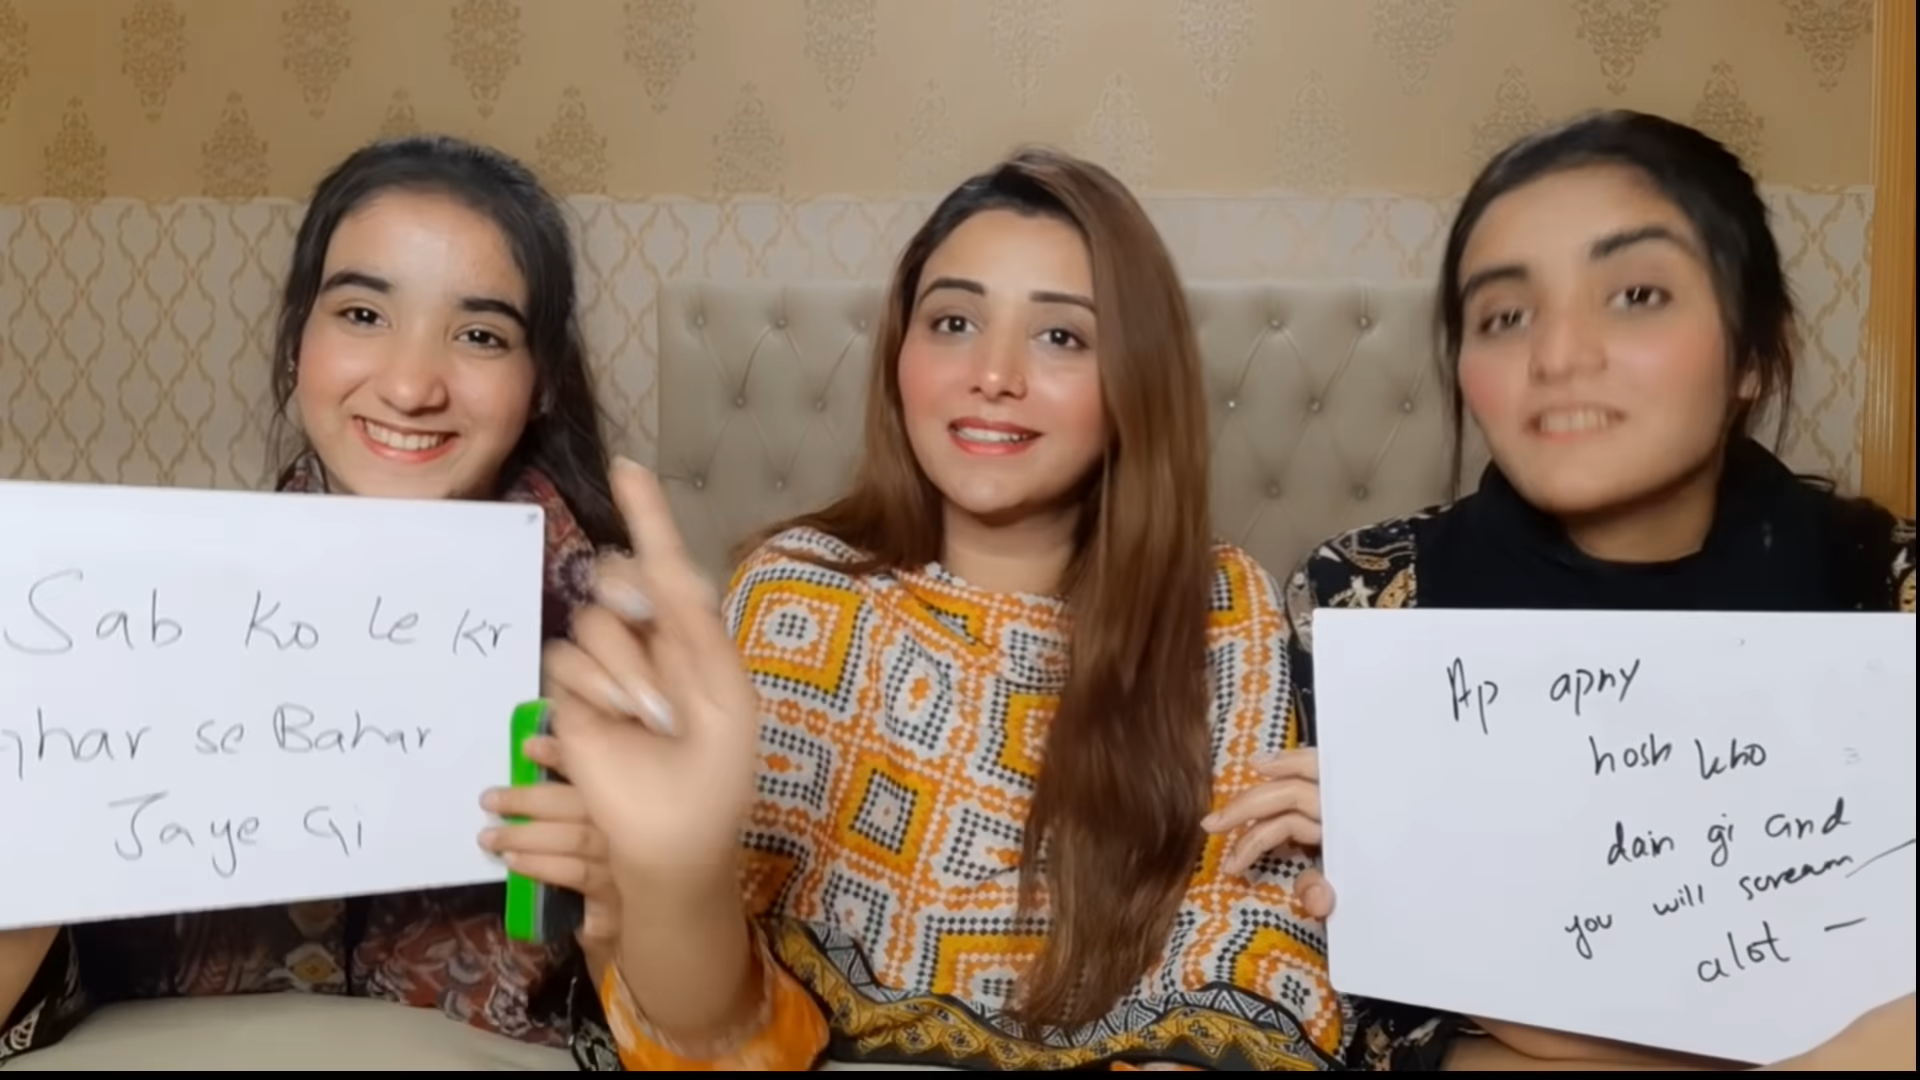 Sab ko le kr
ghar se Bahar
Jaye Gi
Ap apny
hosh kho
dain gi and
you will scream
alot –